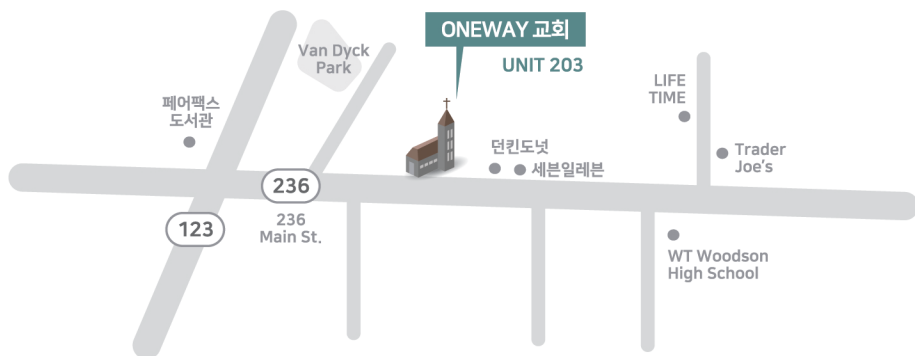 ONEWAY 교회
UNIT 203
Van Dyck
Park
페어팩스
도서관
LIFE
TIME
던킨도넛
세븐일레븐
Trader
Joe's
236
236
Main St.
123
WT Woodson
High School